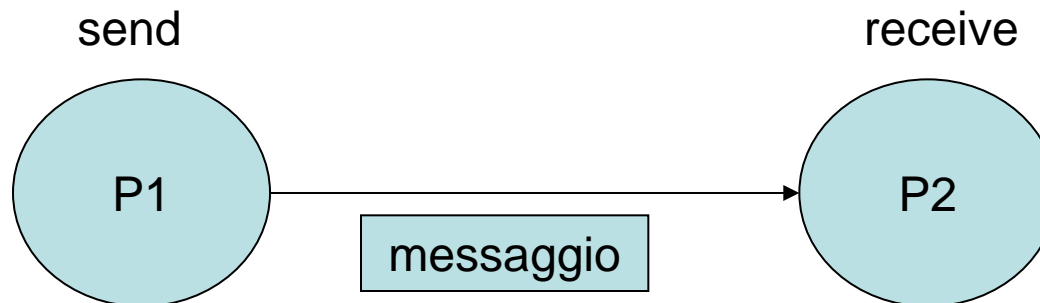 send
receive
P1
P2
messaggio